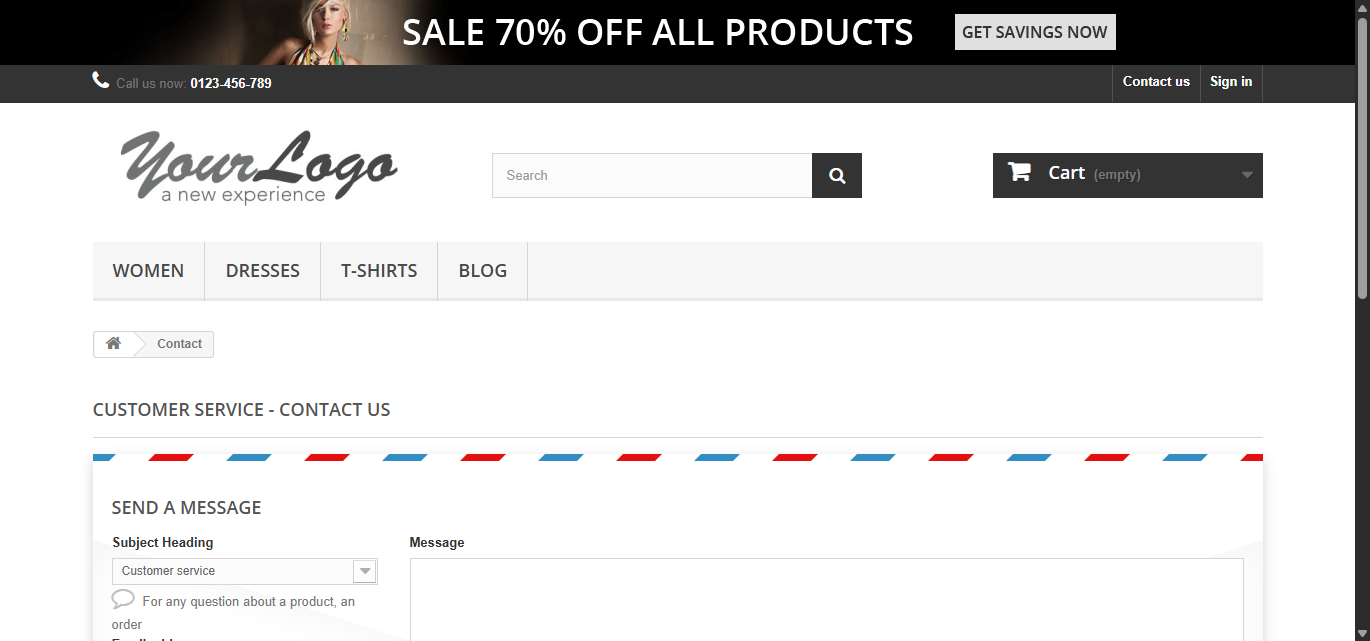 SALE 70% OFF ALL PRODUCTS
GET SAVINGS NOW
Call us now: 0123-456-789
Contact us
Sign in
YourLogo
a new experience
Search
Cart (empty)
WOMEN
DRESSES
T-SHIRTS
BLOG
Contact
CUSTOMER SERVICE - CONTACT US
SEND A MESSAGE
Subject Heading
Message
Customer service
For any question about a product, an
order